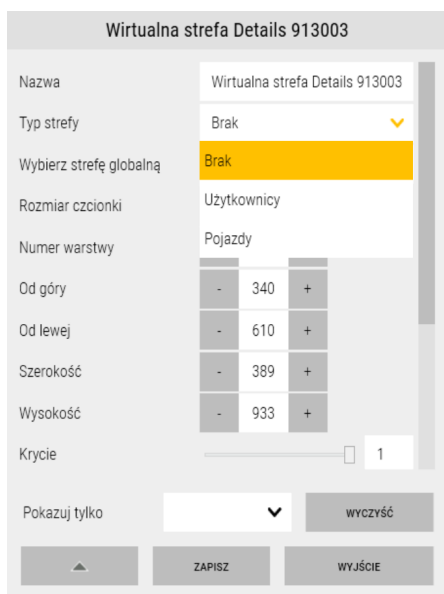 Wirtualna strefa Details 913003
Nazwa Wirtualna strefa Details 913003
Typ strefy Brak
Wybierz strefę globalną Brak
Rozmiar czcionki Użytkownicy
Numer warstwy Pojazdy
Od góry - 340 +
Od lewej - 610 +
Szerokość - 389 +
Wysokość - 933 +
Krycie 1
Pokazuj tylko WYCZYŚĆ
ZAPISZ WYJŚCIE